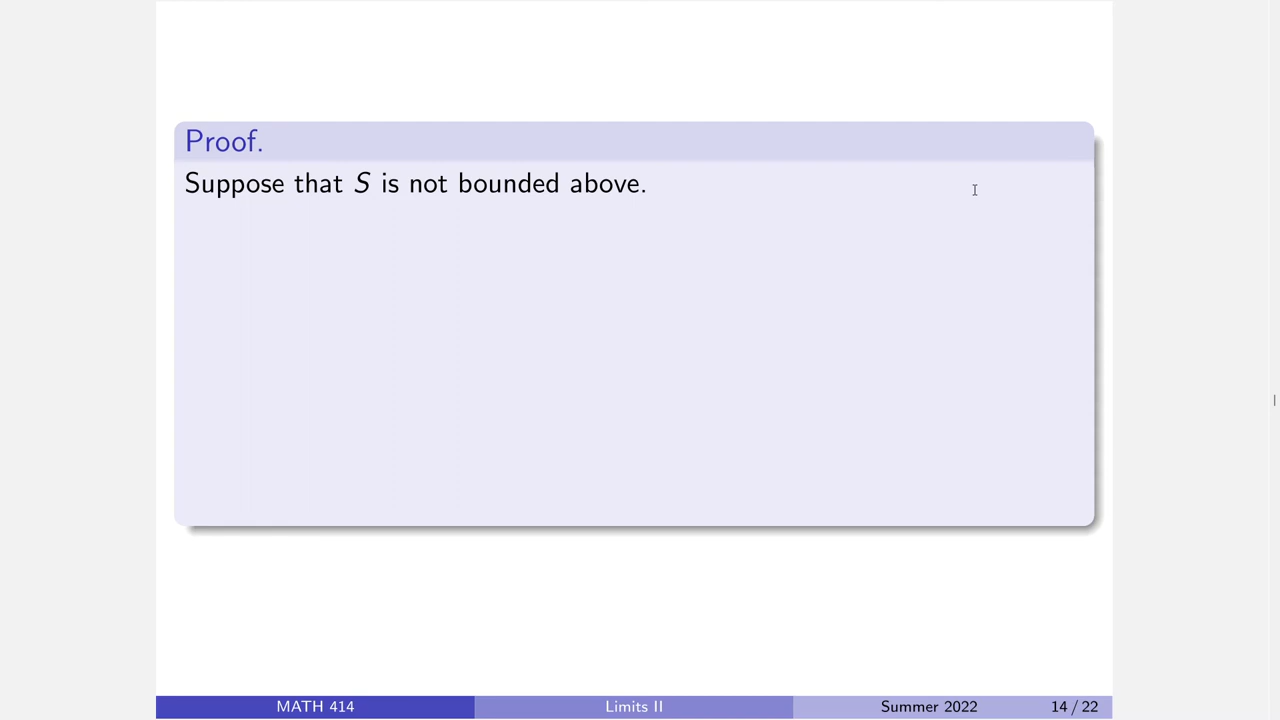 Proof.
Suppose that S is not bounded above.
MATH 414 Limits II Summer 2022 14 / 22